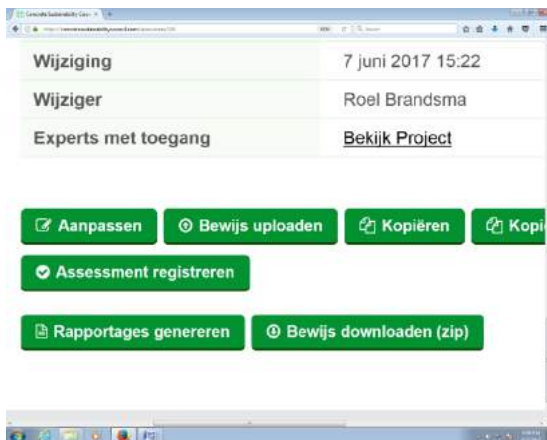 Wijziging 7 juni 2017 15:22
Wijziger Roel Brandsma
Experts met toegang Bekijk Project
Aanpassen Bewijs uploaden Kopiëren Kopi
Assessment registreren
Rapportages genereren Bewijs downloaden (zip)